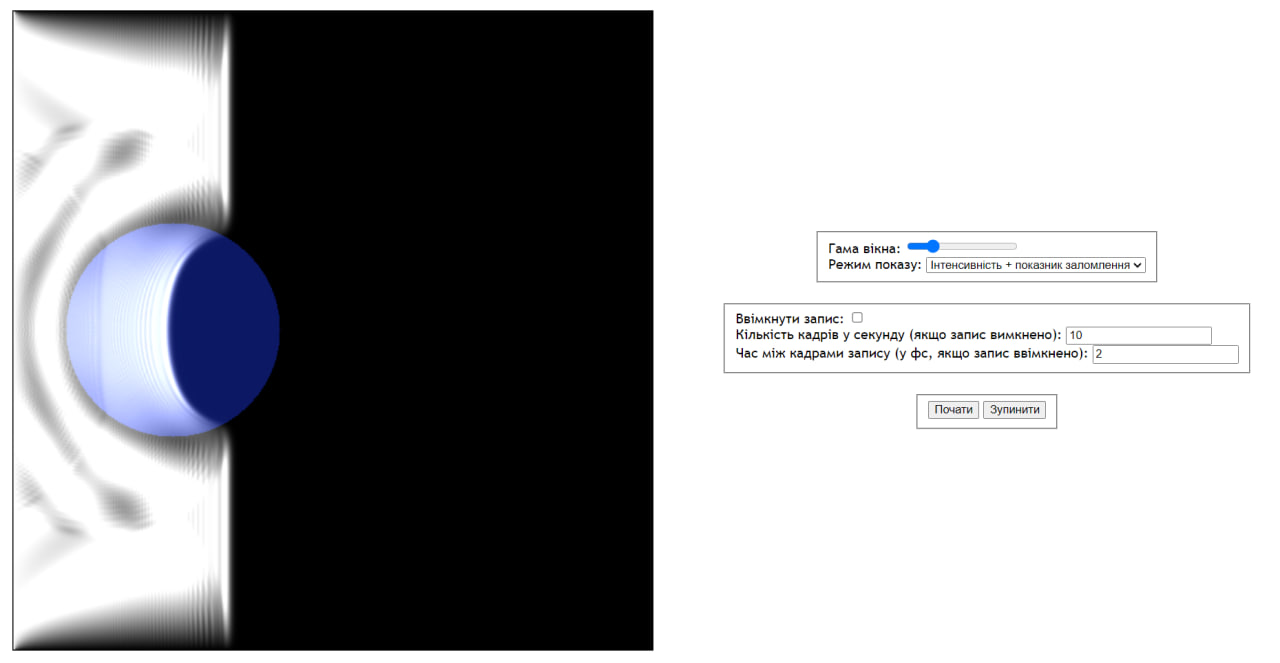 Гама вікна:
Режим показу: Інтенсивність + показник заломлення
Ввімкнути запис:
Кількість кадрів у секунду (якщо запис вимкнено): 10
Час між кадрами запису (у фс, якщо запис ввімкнено): 2
Почати Зупинити